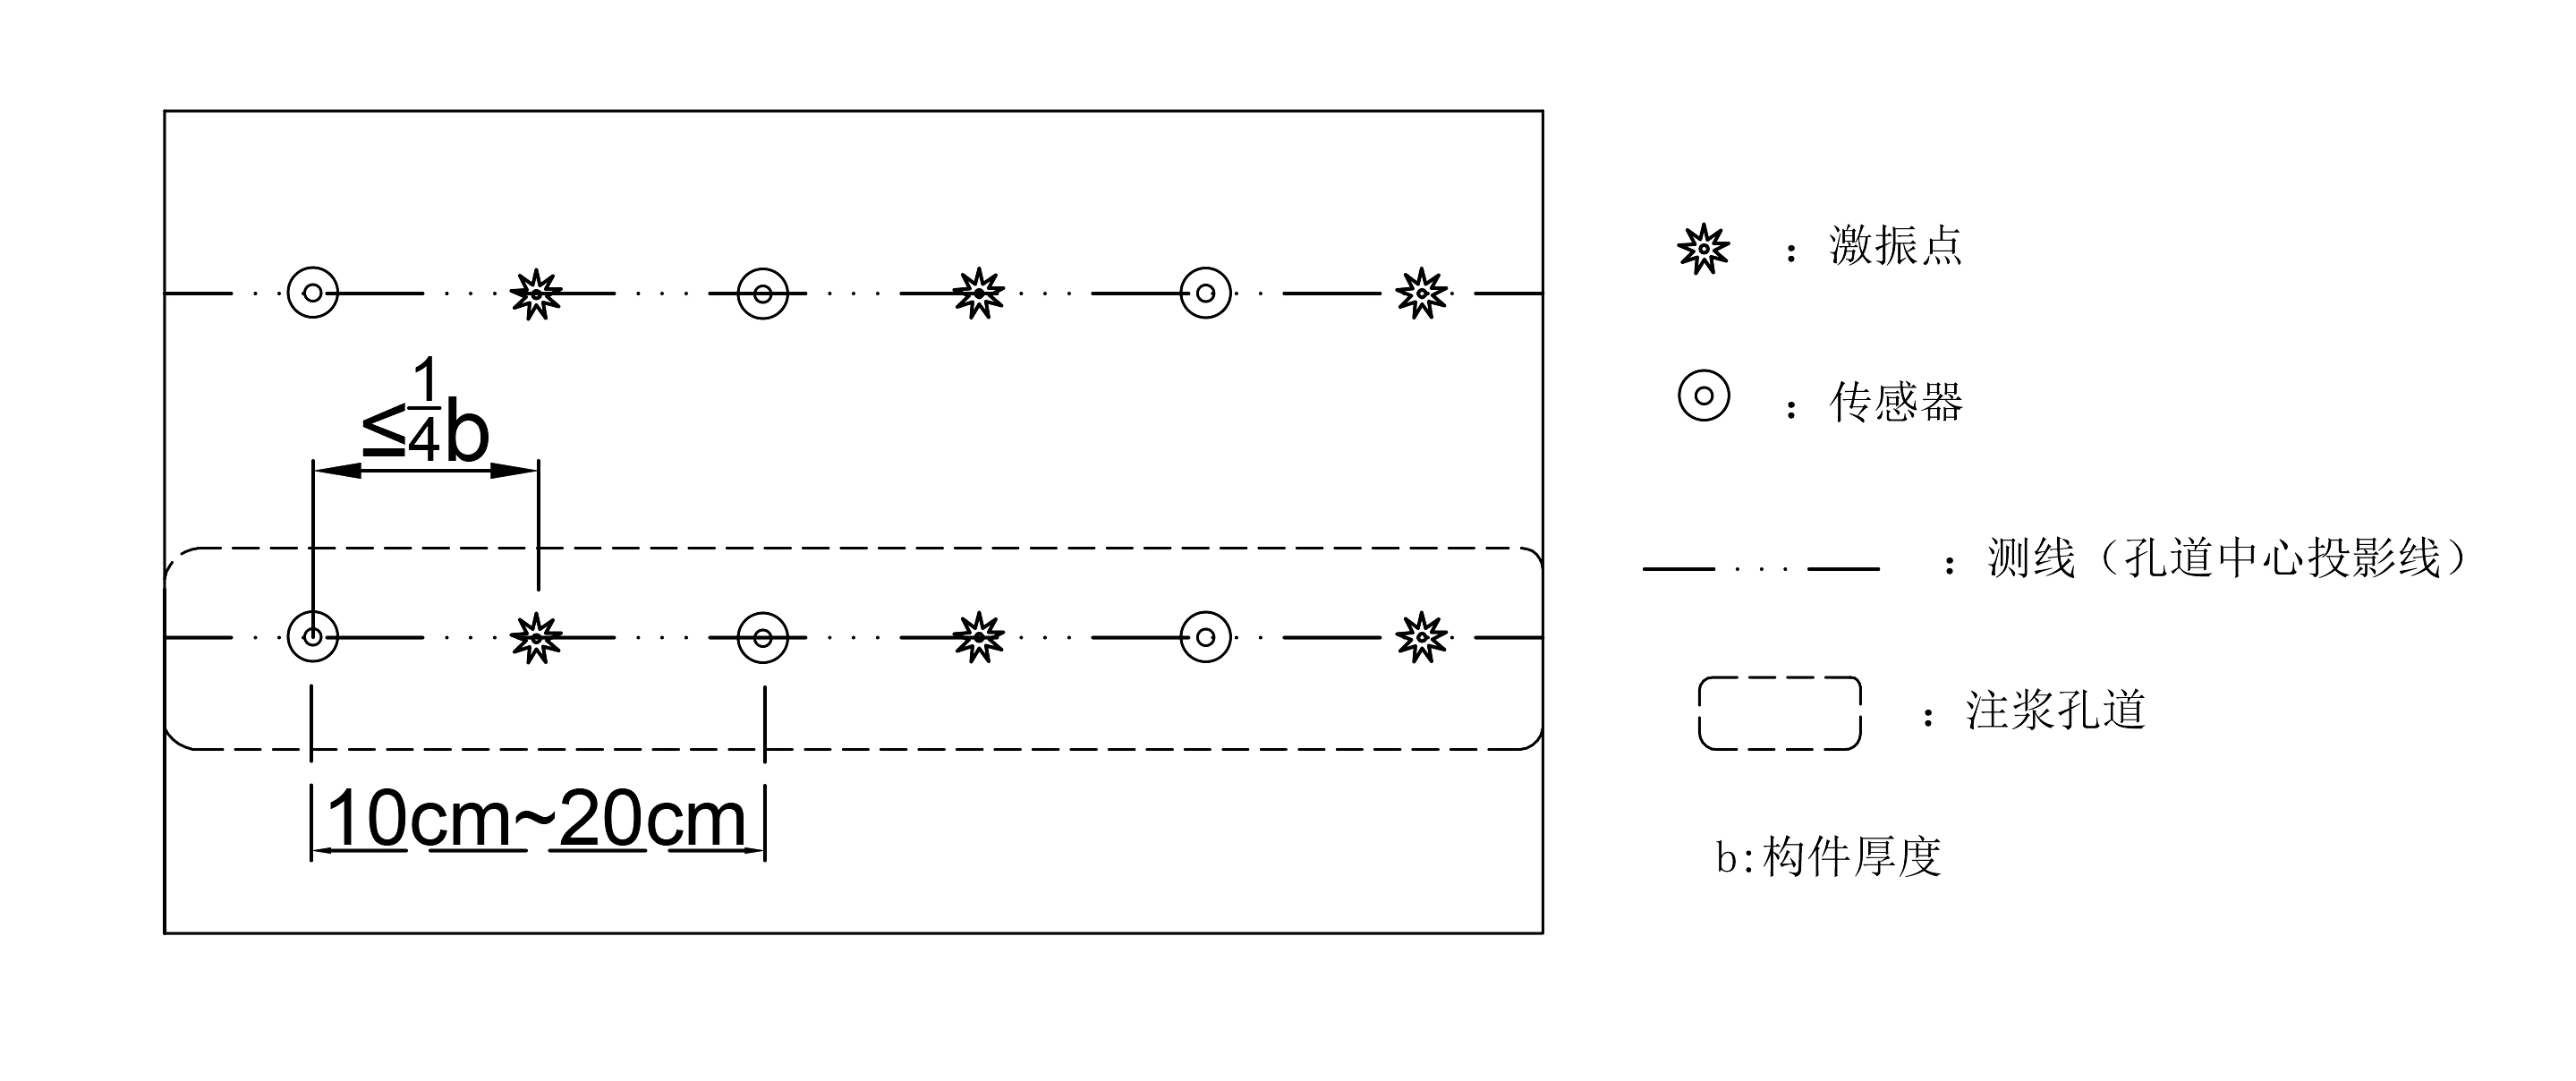 ≤1/4b
10cm~20cm
：激振点
：传感器
：测线（孔道中心投影线）
：注浆孔道
b:构件厚度